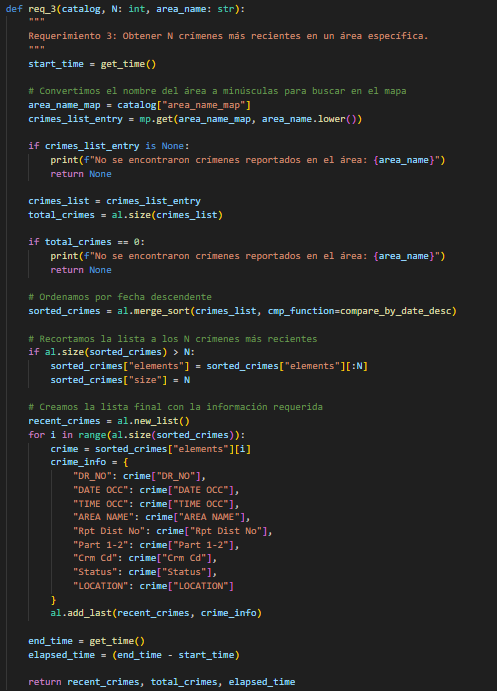 def req_3(catalog, N: int, area_name: str):
    """
    Requerimiento 3: Obtener N crímenes más recientes en un área específica.
    """
    start_time = get_time()

    # Convertimos el nombre del área a minúsculas para buscar en el mapa
    area_name_map = catalog["area_name_map"]
    crimes_list_entry = mp.get(area_name_map, area_name.lower())

    if crimes_list_entry is None:
        print(f"No se encontraron crímenes reportados en el área: {area_name}")
        return None

    crimes_list = crimes_list_entry
    total_crimes = al.size(crimes_list)

    if total_crimes == 0:
        print(f"No se encontraron crímenes reportados en el área: {area_name}")
        return None

    # Ordenamos por fecha descendente
    sorted_crimes = al.merge_sort(crimes_list, cmp_function=compare_by_date_desc)

    # Recortamos la lista a los N crímenes más recientes
    if al.size(sorted_crimes) > N:
        sorted_crimes["elements"] = sorted_crimes["elements"][:N]
        sorted_crimes["size"] = N

    # Creamos la lista final con la información requerida
    recent_crimes = al.new_list()
    for i in range(al.size(sorted_crimes)):
        crime = sorted_crimes["elements"][i]
        crime_info = {
            "DR_NO": crime["DR_NO"],
            "DATE OCC": crime["DATE OCC"],
            "TIME OCC": crime["TIME OCC"],
            "AREA NAME": crime["AREA NAME"],
            "Rpt Dist No": crime["Rpt Dist No"],
            "Part 1-2": crime["Part 1-2"],
            "Crm Cd": crime["Crm Cd"],
            "Status": crime["Status"],
            "LOCATION": crime["LOCATION"]
        }
        al.add_last(recent_crimes, crime_info)

    end_time = get_time()
    elapsed_time = (end_time - start_time)

    return recent_crimes, total_crimes, elapsed_time